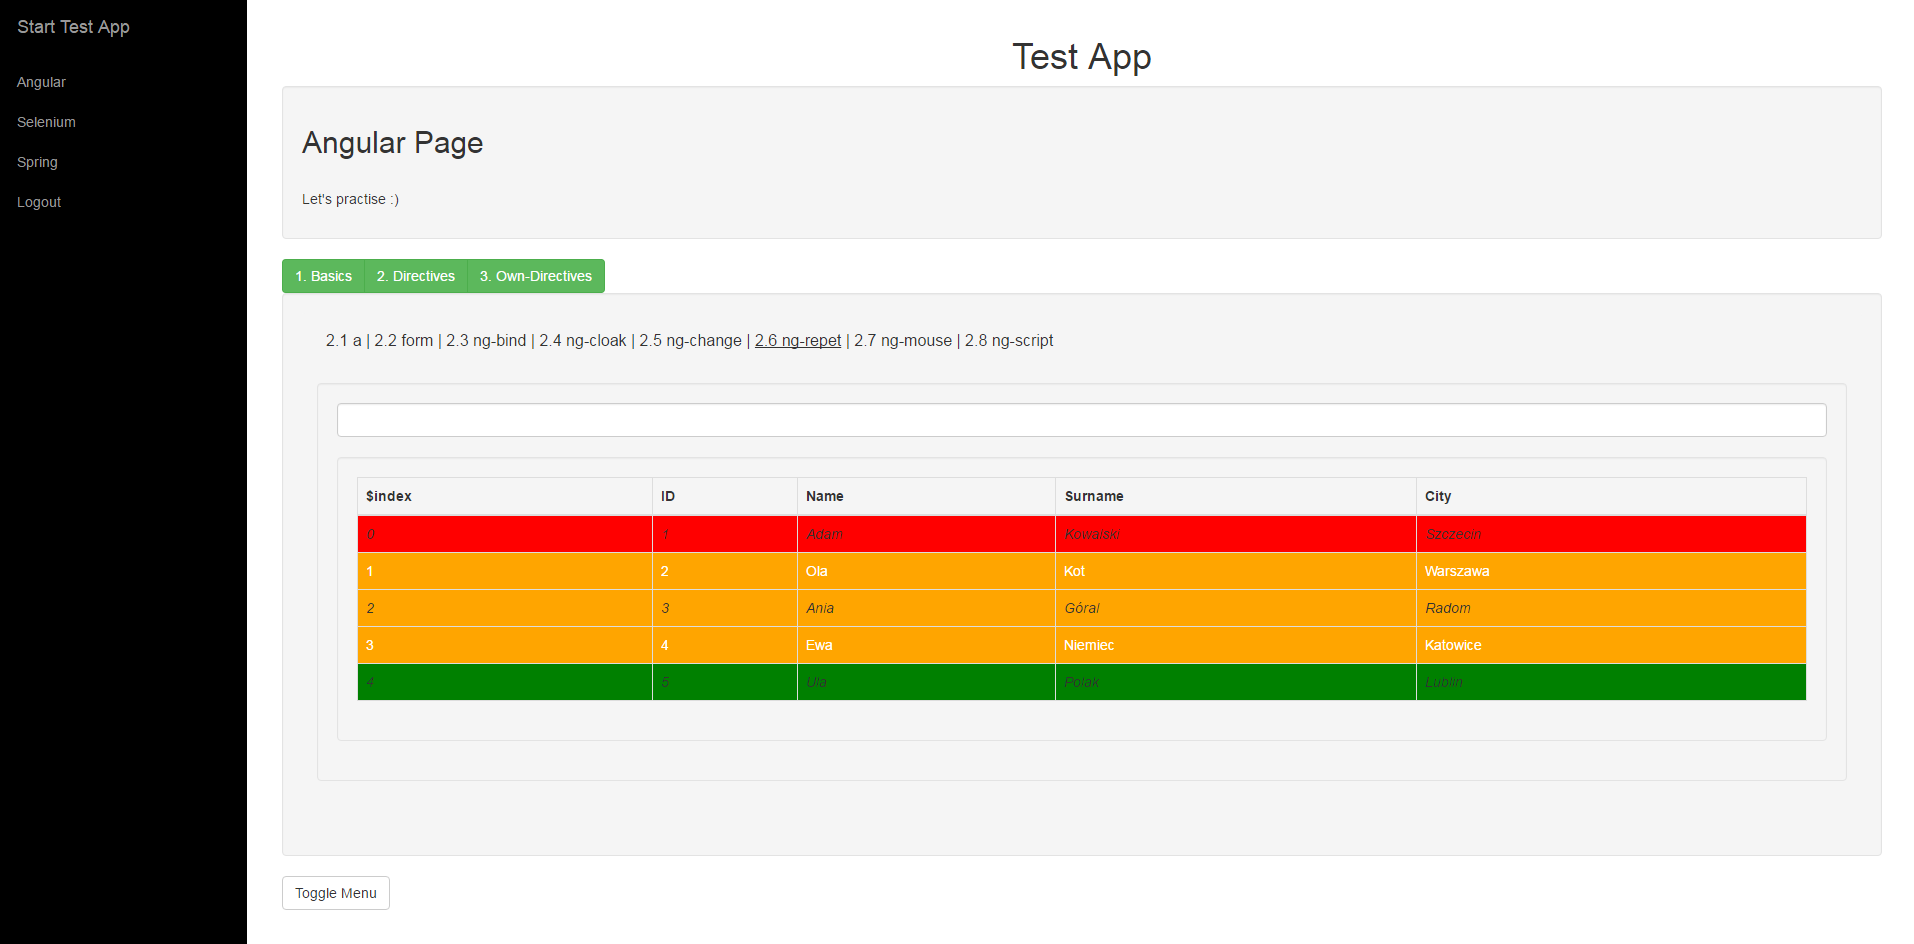 Start Test App
Angular
Selenium
Spring
Logout
Test App
Angular Page
Let's practise :)
1. Basics 2. Directives 3. Own-Directives
2.1 a | 2.2 form | 2.3 ng-bind | 2.4 ng-cloak | 2.5 ng-change | 2.6 ng-repet | 2.7 ng-mouse | 2.8 ng-script
$index ID Name Surname City
0 1 Adam Kowalski Szczecin
1 2 Ola Kot Warszawa
2 3 Ania Góral Radom
3 4 Ewa Niemiec Katowice
4 5 Ula Polak Lublin
Toggle Menu